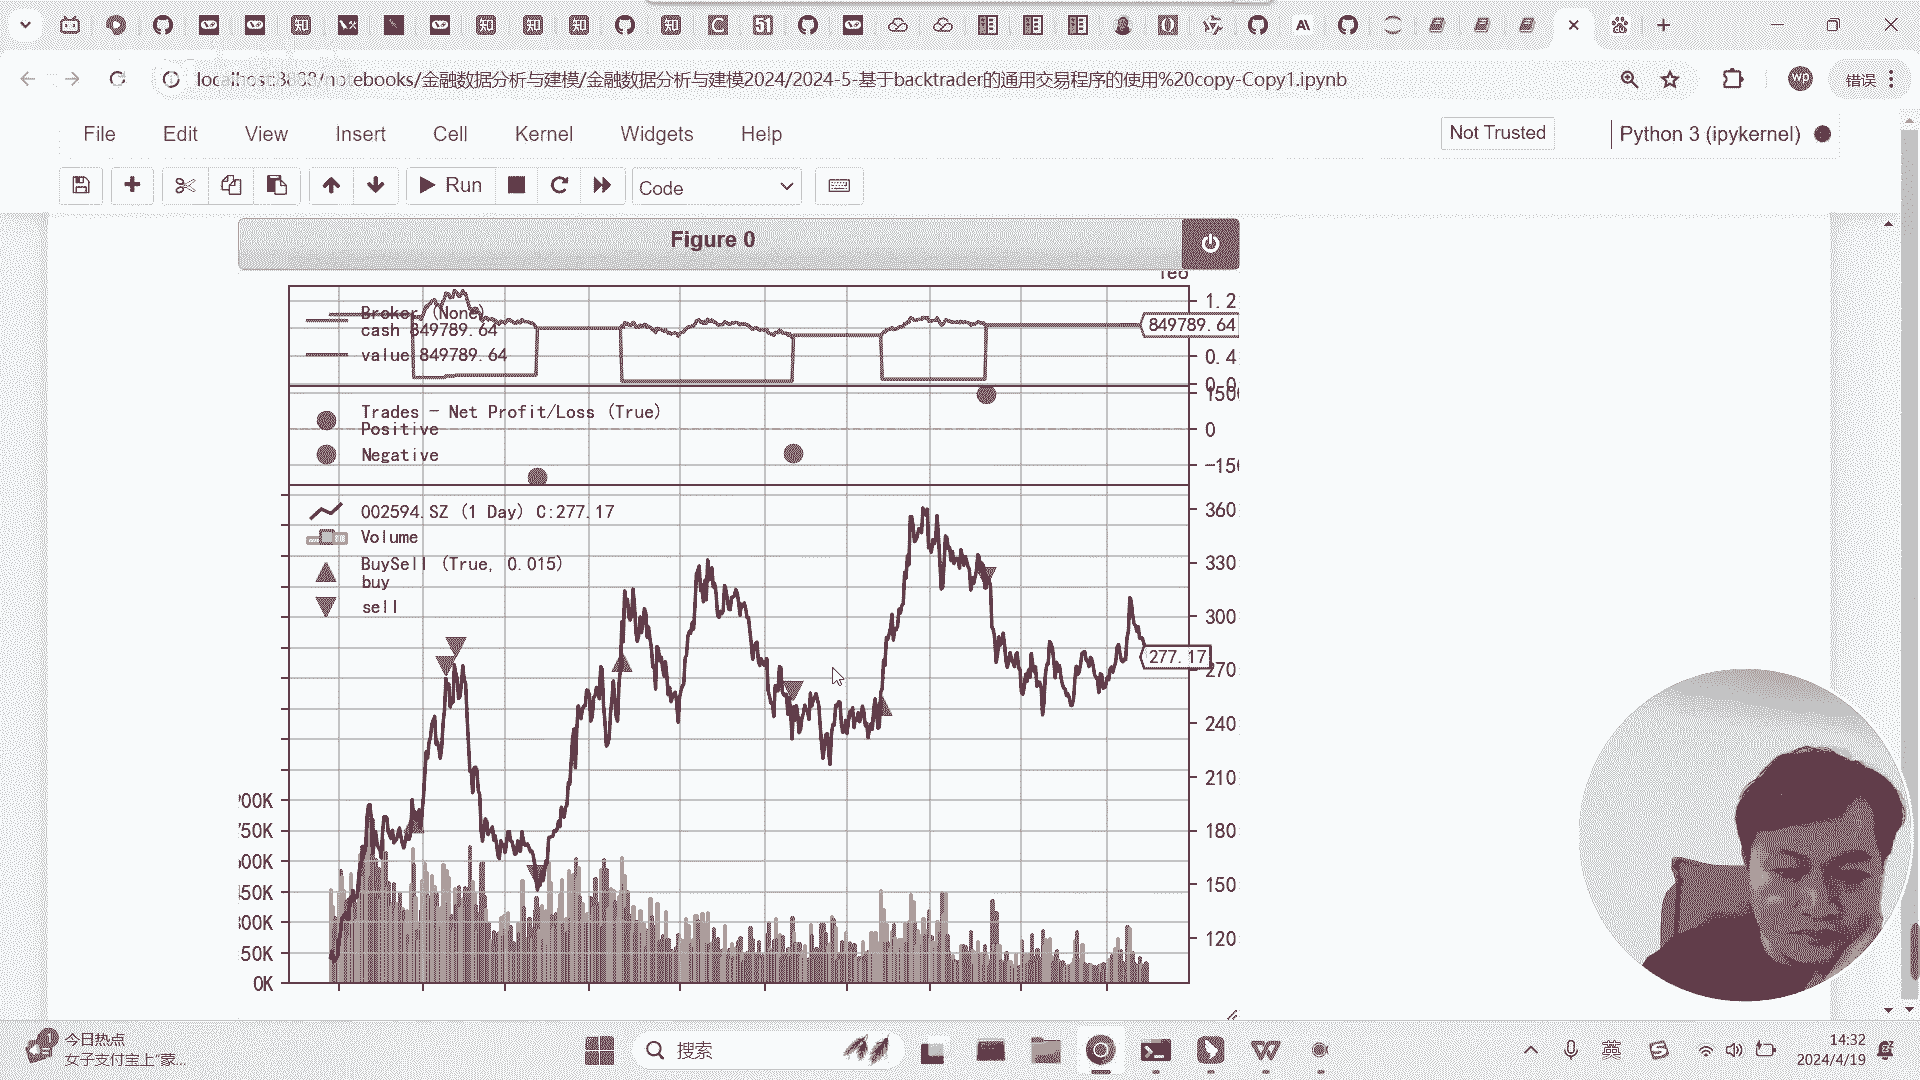 localhost:8888/notebooks/金融数据分析与建模/金融数据分析与建模2024/2024-5-基于backtrader的通用交易程序的使用%20copy-Copy1.ipynb
wp
错误
File Edit View Insert Cell Kernel Widgets Help
Not Trusted
Python 3 (ipykernel)
Run
Code
Figure 0
1e6
Broker (None)
cash 849789.64
value 849789.64
1.2
849789.64
0.4
0.0
Trades - Net Profit/Loss (True)
Positive
Negative
0
002594.SZ (1 Day) C:277.17
Volume
BuySell (True, 0.015)
buy
sell
360
330
300
277.17
270
240
210
180
150
120
00K
750K
600K
450K
300K
50K
0K
今日热点
女子支付宝上“蒙...
搜索
英
14:32
2024/4/19